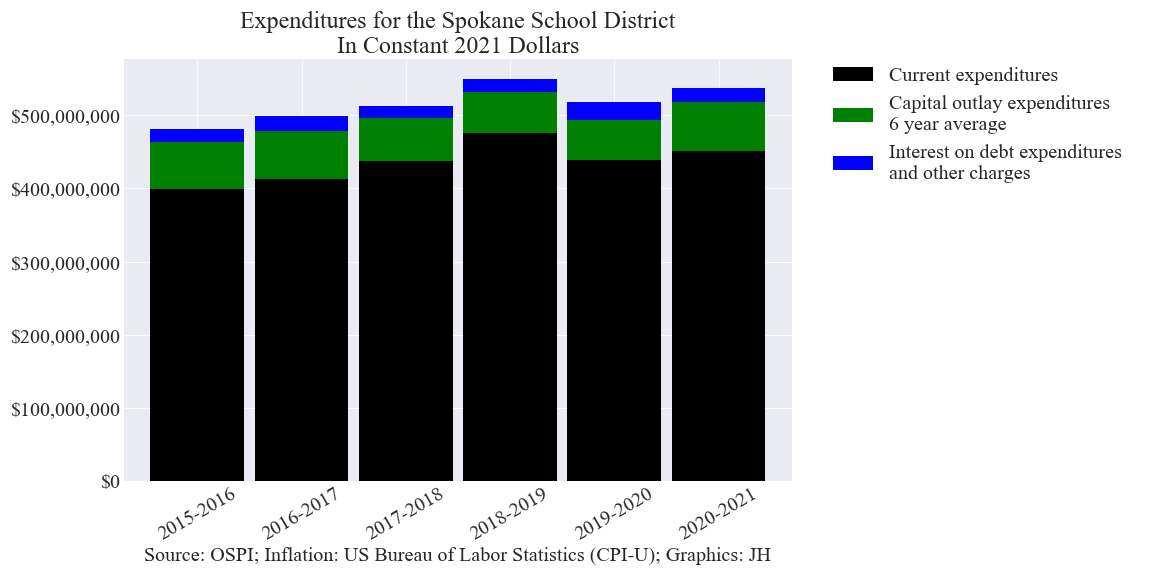 Expenditures for the Spokane School District
In Constant 2021 Dollars
$500,000,000
$400,000,000
$300,000,000
$200,000,000
$100,000,000
$0
2015-2016
2016-2017
2017-2018
2018-2019
2019-2020
2020-2021
Source: OSPI; Inflation: US Bureau of Labor Statistics (CPI-U); Graphics: JH
Current expenditures
Capital outlay expenditures
6 year average
Interest on debt expenditures
and other charges